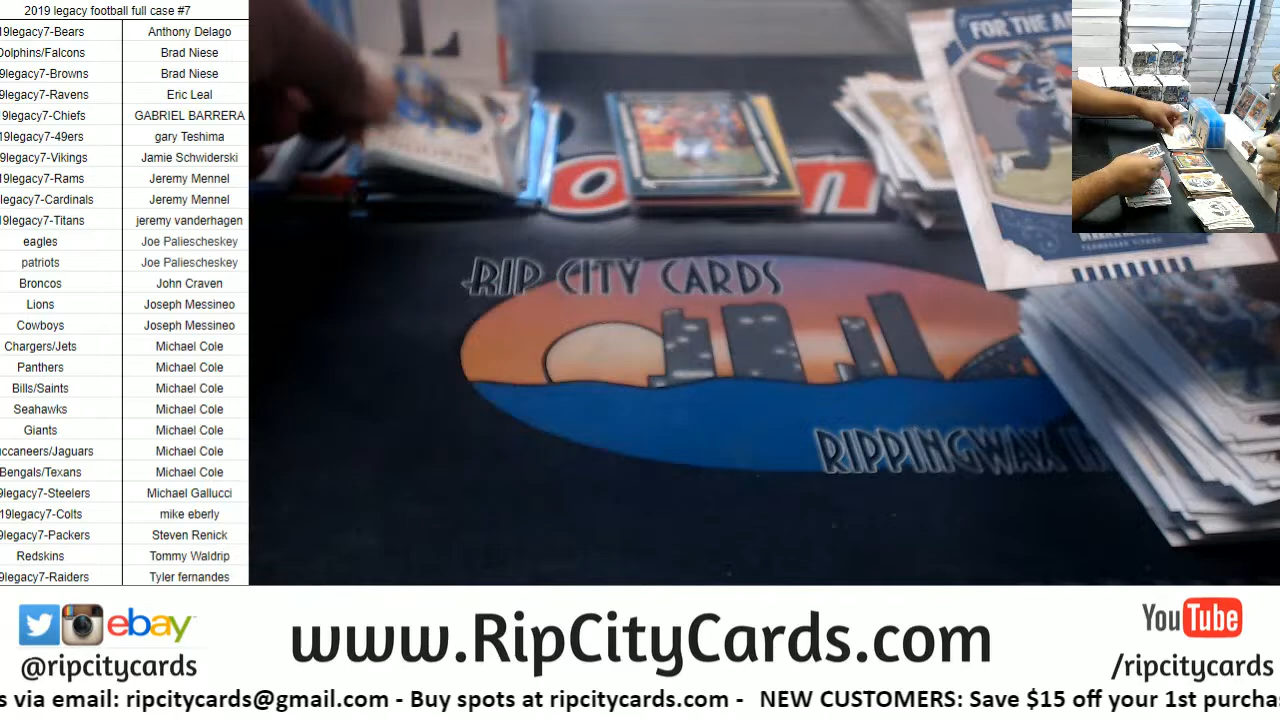 2019 legacy football full case #7
19legacy7-Bears Anthony Delago
Dolphins/Falcons Brad Niese
9legacy7-Browns Brad Niese
9legacy7-Ravens Eric Leal
9legacy7-Chiefs GABRIEL BARRERA
19legacy7-49ers gary Teshima
19legacy7-Vikings Jamie Schwiderski
19legacy7-Rams Jeremy Mennel
legacy7-Cardinals Jeremy Mennel
19legacy7-Titans jeremy vanderhagen
eagles Joe Paliescheskey
patriots Joe Paliescheskey
Broncos John Craven
Lions Joseph Messineo
Cowboys Joseph Messineo
Chargers/Jets Michael Cole
Panthers Michael Cole
Bills/Saints Michael Cole
Seahawks Michael Cole
Giants Michael Cole
ccaneers/Jaguars Michael Cole
Bengals/Texans Michael Cole
9legacy7-Steelers Michael Gallucci
19legacy7-Colts mike eberly
9legacy7-Packers Steven Renick
Redskins Tommy Waldrip
9legacy7-Raiders Tyler fernandes
FOR THE
TENNESSEE TITANS
RIP CITY CARDS
RIPPINGWAX
ebay
@ripcitycards
www.RipCityCards.com
YouTube
/ripcitycards
s via email: ripcitycards@gmail.com - Buy spots at ripcitycards.com - NEW CUSTOMERS: Save $15 off your 1st purcha